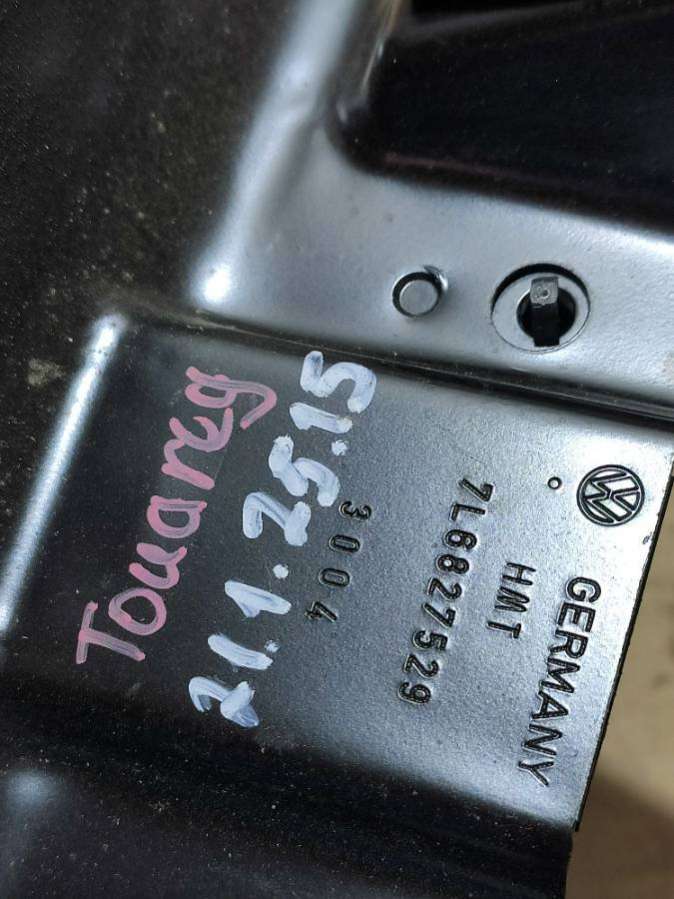 Touareg
21.1.25.15
GERMANY
HMT
7L6827529
3004